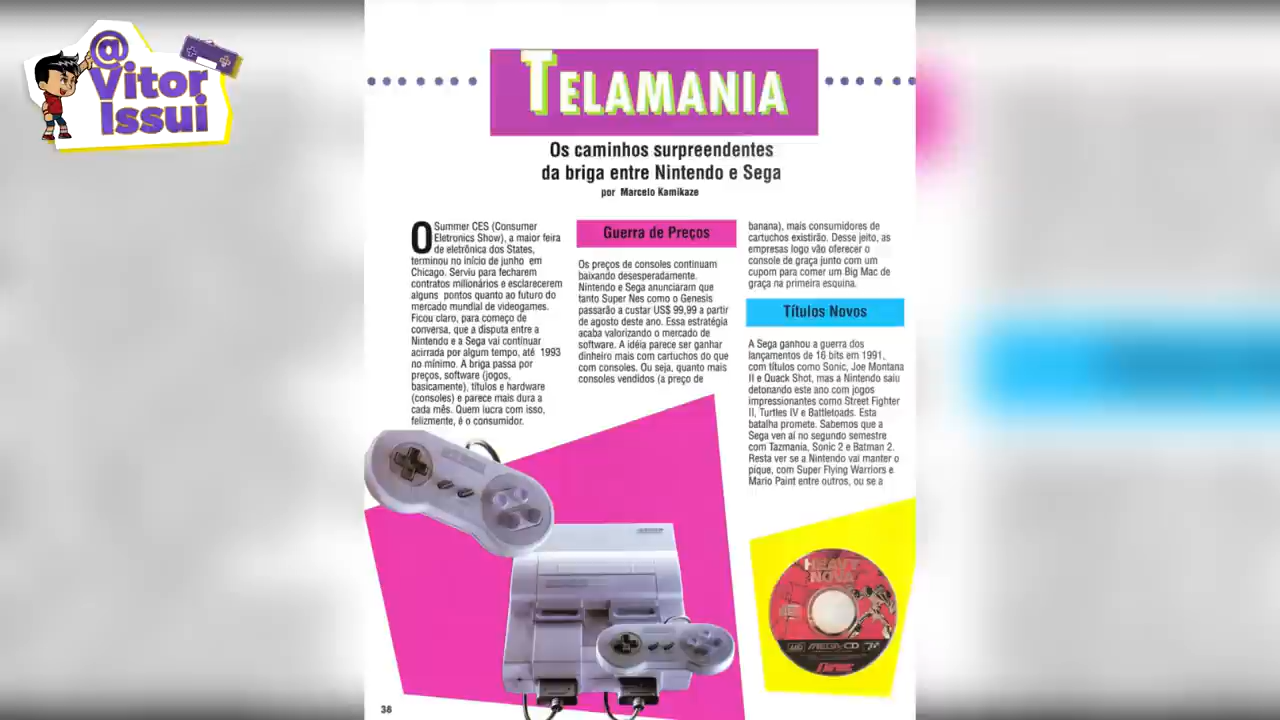 @
Vitor
Issui
TELAMANIA
Os caminhos surpreendentes
da briga entre Nintendo e Sega
por Marcelo Kamikaze
O Summer CES (Consumer
Eletronics Show), a maior feira
de eletrônica dos States,
terminou no início de junho em
Chicago. Serviu para fecharem
contratos milionários e esclarecerem
alguns pontos quanto ao futuro do
mercado mundial de videogames.
Ficou claro, para começo de
conversa, que a disputa entre a
Nintendo e a Sega vai continuar
acirrada por algum tempo, até 1993
no mínimo. A briga passa por
preços, software (jogos,
basicamente), títulos e hardware
(consoles) e parece mais dura a
cada mês. Quem lucra com isso,
felizmente, é o consumidor.
Guerra de Preços
Os preços de consoles continuam
baixando desesperadamente.
Nintendo e Sega anunciaram que
tanto Super Nes como o Genesis
passarão a custar US$ 99,99 a partir
de agosto deste ano. Essa estratégia
acaba valorizando o mercado de
software. A idéia parece ser ganhar
dinheiro mais com cartuchos do que
com consoles. Ou seja, quanto mais
consoles vendidos (a preço de
banana), mais consumidores de
cartuchos existirão. Desse jeito, as
empresas logo vão oferecer o
console de graça junto com um
cupom para comer um Big Mac de
graça na primeira esquina.
Títulos Novos
A Sega ganhou a guerra dos
lançamentos de 16 bits em 1991,
com títulos como Sonic, Joe Montana
II e Quack Shot, mas a Nintendo saiu
detonando este ano com jogos
impressionantes como Street Fighter
II, Turtles IV e Battletoads. Esta
batalha promete. Sabemos que a
Sega ven aí no segundo semestre
com Tazmania, Sonic 2 e Batman 2.
Resta ver se a Nintendo vai manter o
pique, com Super Flying Warriors e
Mario Paint entre outros, ou se a
HEAVY
NOVA
MEGA-CD
38